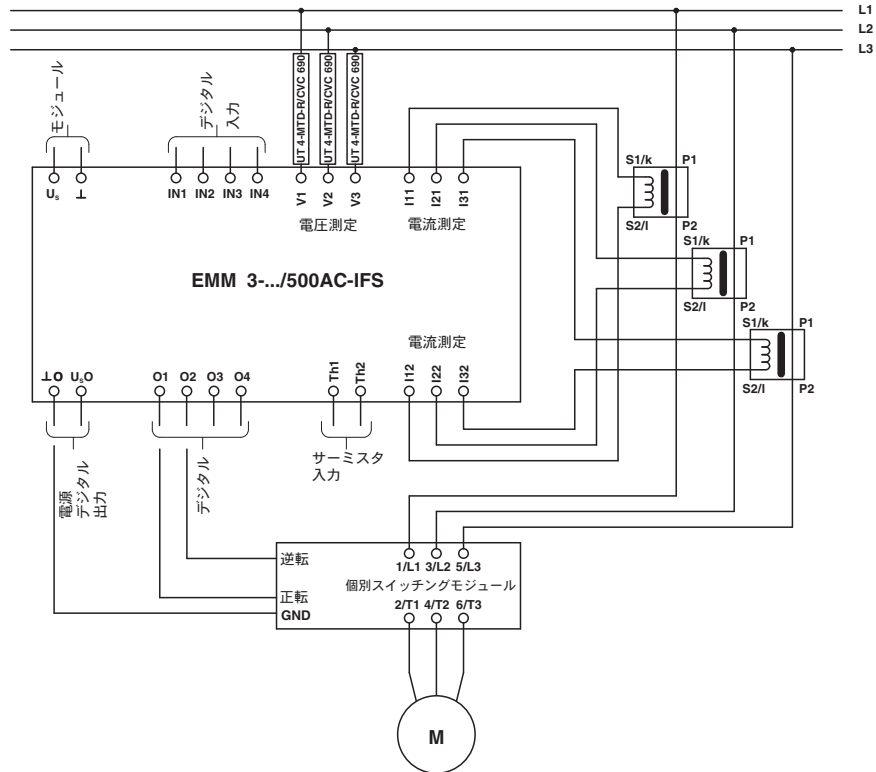 L1
L2
L3
モジュール
デジタル
入力
UT 4-MTD-R/CVC 690
UT 4-MTD-R/CVC 690
UT 4-MTD-R/CVC 690
Us ⊥
IN1 IN2 IN3 IN4
V1 V2 V3
I11 I21 I31
電圧測定
電流測定
S1/k P1
S2/l P2
S1/k P1
S2/l P2
S1/k P1
S2/l P2
EMM 3-.../500AC-IFS
電流測定
⊥O UsO
O1 O2 O3 O4
Th1 Th2
I12 I22 I32
電源
デジタル
出力
デジタル
サーミスタ
入力
逆転
正転
GND
1/L1 3/L2 5/L3
個別スイッチングモジュール
2/T1 4/T2 6/T3
M